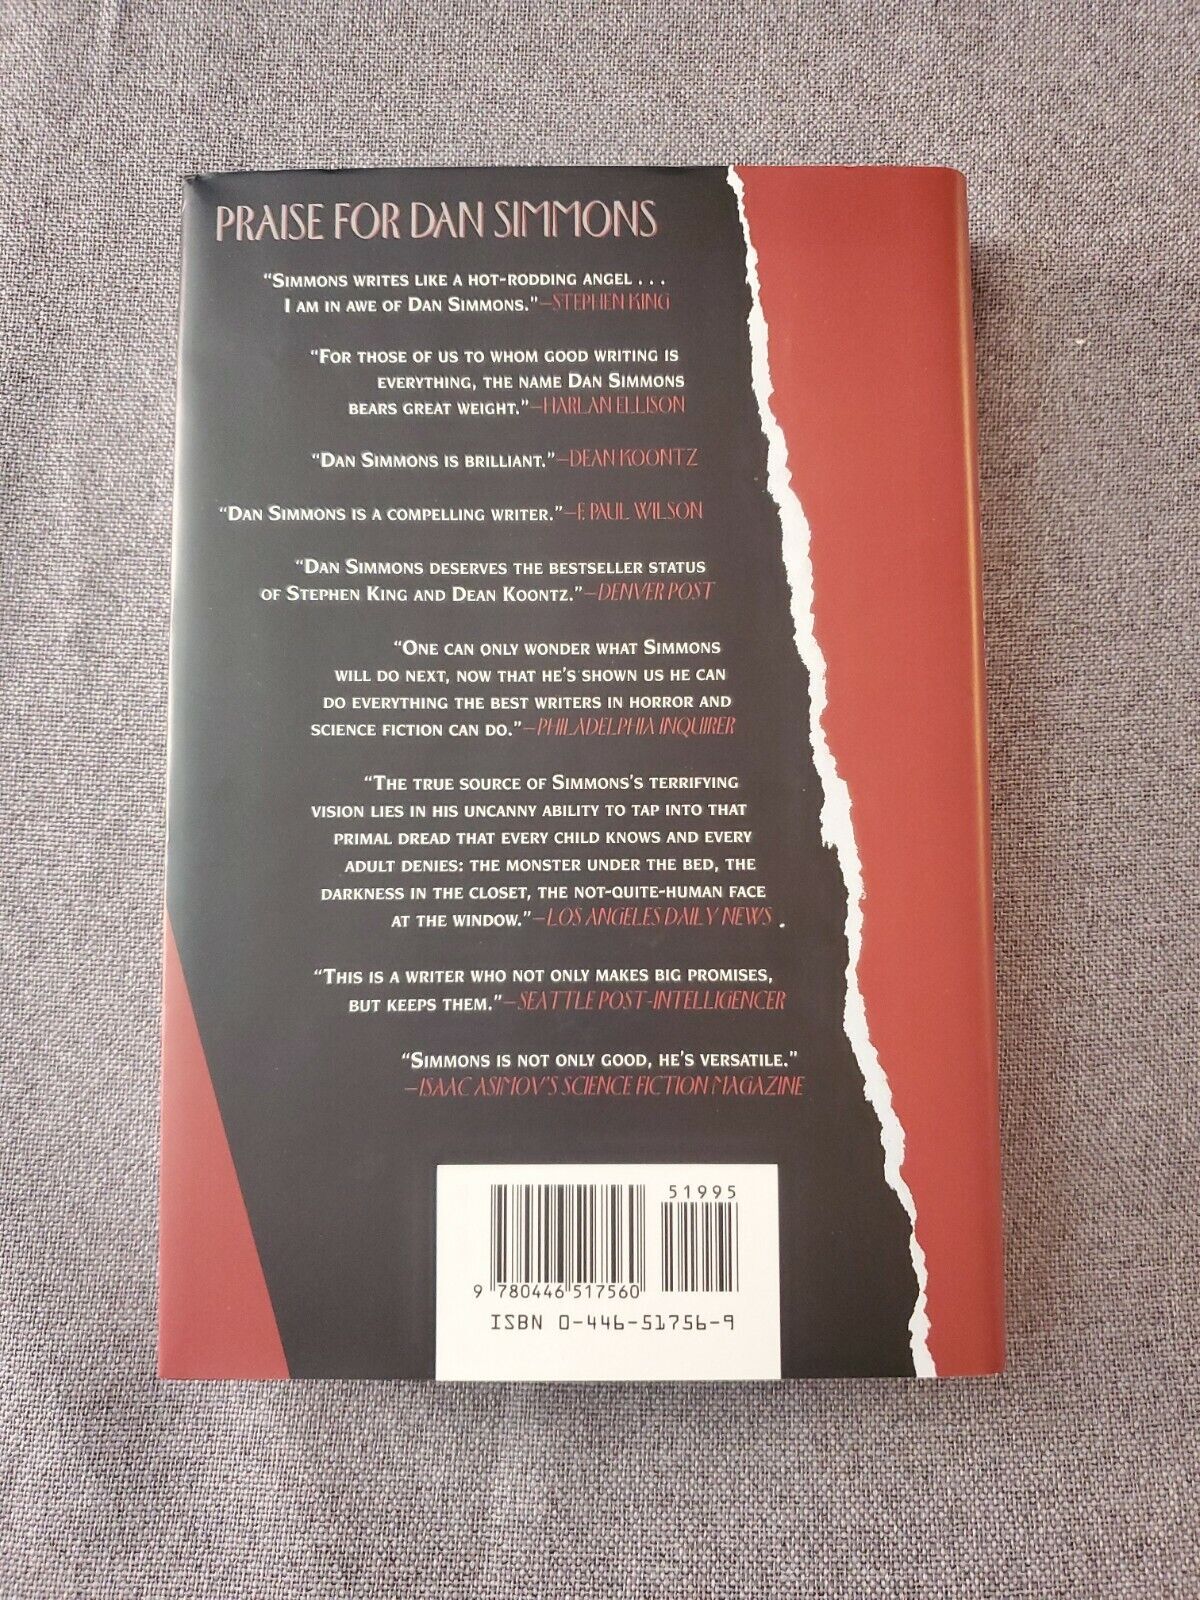 PRAISE FOR DAN SIMMONS
"SIMMONS WRITES LIKE A HOT-RODDING ANGEL . . .
I AM IN AWE OF DAN SIMMONS."—STEPHEN KING
"FOR THOSE OF US TO WHOM GOOD WRITING IS
EVERYTHING, THE NAME DAN SIMMONS
BEARS GREAT WEIGHT."—HARLAN ELLISON
"DAN SIMMONS IS BRILLIANT."—DEAN KOONTZ
"DAN SIMMONS IS A COMPELLING WRITER."—F. PAUL WILSON
"DAN SIMMONS DESERVES THE BESTSELLER STATUS
OF STEPHEN KING AND DEAN KOONTZ."—DENVER POST
"ONE CAN ONLY WONDER WHAT SIMMONS
WILL DO NEXT, NOW THAT HE'S SHOWN US HE CAN
DO EVERYTHING THE BEST WRITERS IN HORROR AND
SCIENCE FICTION CAN DO."—PHILADELPHIA INQUIRER
"THE TRUE SOURCE OF SIMMONS'S TERRIFYING
VISION LIES IN HIS UNCANNY ABILITY TO TAP INTO THAT
PRIMAL DREAD THAT EVERY CHILD KNOWS AND EVERY
ADULT DENIES: THE MONSTER UNDER THE BED, THE
DARKNESS IN THE CLOSET, THE NOT-QUITE-HUMAN FACE
AT THE WINDOW."—LOS ANGELES DAILY NEWS .
"THIS IS A WRITER WHO NOT ONLY MAKES BIG PROMISES,
BUT KEEPS THEM."—SEATTLE POST-INTELLIGENCER
"SIMMONS IS NOT ONLY GOOD, HE'S VERSATILE."
—ISAAC ASIMOV'S SCIENCE FICTION MAGAZINE
51995
9 780446 517560
ISBN 0-446-51756-9